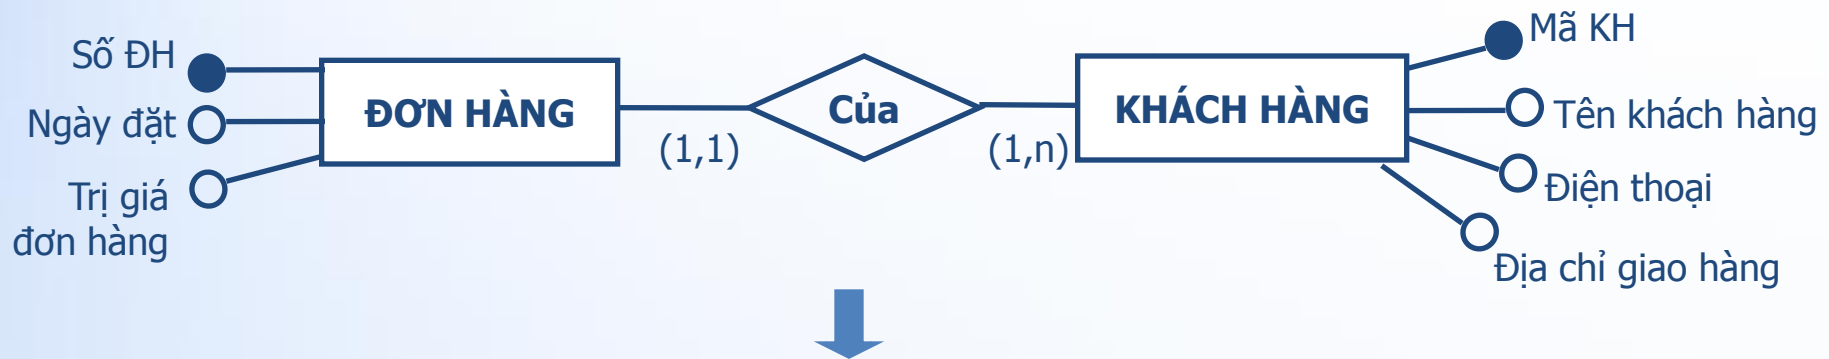 Số ĐH
Ngày đặt
Trị giá
đơn hàng
ĐƠN HÀNG
(1,1)
Của
(1,n)
KHÁCH HÀNG
Mã KH
Tên khách hàng
Điện thoại
Địa chỉ giao hàng